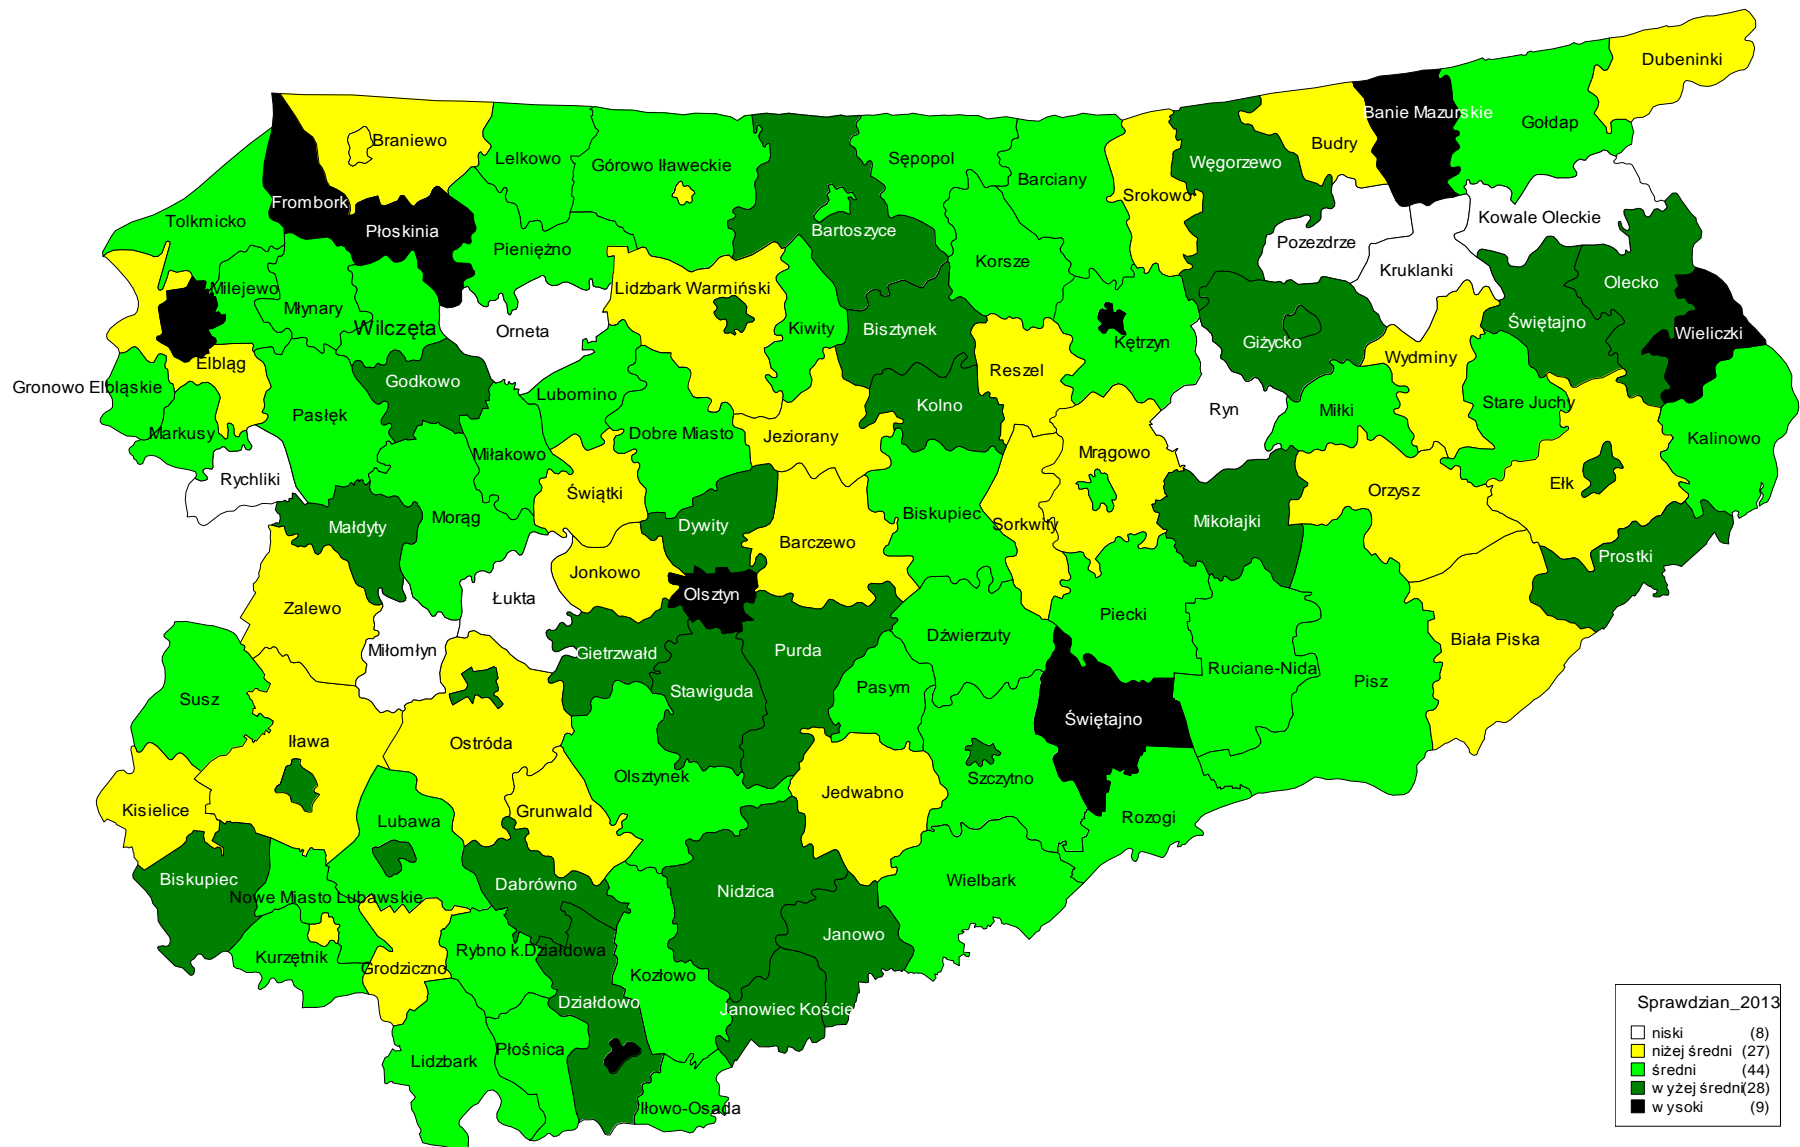 Dubeninki
Banie Mazurskie
Gołdap
Braniewo
Budry
Lelkowo
Górowo Iławeckie
Sępopol
Węgorzewo
Barciany
Srokowo
Frombork
Kowale Oleckie
Tolkmicko
Płoskinia
Bartoszyce
Pozezdrze
Pieniężno
Korsze
Kruklanki
Olecko
Milejewo
Lidzbark Warmiński
Młynary
Wilczęta
Orneta
Kiwity
Bisztynek
Świętajno
Wieliczki
Kętrzyn
Giżycko
Elbląg
Wydminy
Reszel
Godkowo
Gronowo Elbląskie
Lubomino
Kolno
Ryn
Miłki
Stare Juchy
Pasłęk
Markusy
Dobre Miasto
Jeziorany
Kalinowo
Miłakowo
Mrągowo
Rychliki
Świątki
Ełk
Orzysz
Biskupiec
Morąg
Małdyty
Dywity
Sorkwity
Mikołajki
Barczewo
Prostki
Jonkowo
Łukta
Olsztyn
Zalewo
Piecki
Dźwierzuty
Biała Piska
Miłomłyn
Gietrzwałd
Purda
Ruciane-Nida
Pisz
Susz
Stawiguda
Pasym
Świętajno
Iława
Ostróda
Olsztynek
Szczytno
Jedwabno
Kisielice
Grunwald
Lubawa
Rozogi
Biskupiec
Dabrówno
Nidzica
Wielbark
Nowe Miasto Lubawskie
Janowo
Kurzętnik
Rybno k.Działdowa
Grodziczno
Kozłowo
Działdowo
Janowiec Koście
Płośnica
Lidzbark
Iłowo-Osada
Sprawdzian_2013
niski (8)
niżej średni (27)
średni (44)
wyżej średni (28)
wysoki (9)